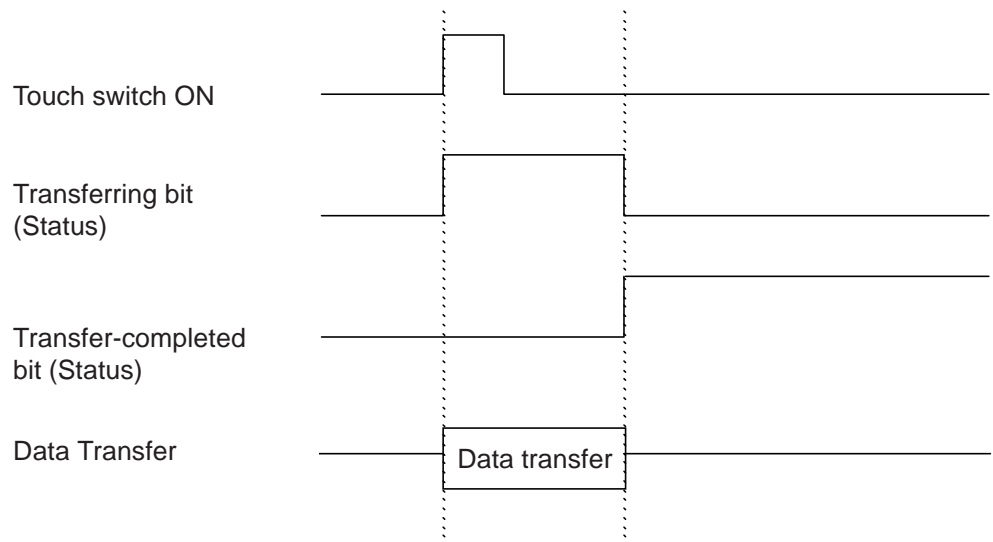 Touch switch ON
Transferring bit
(Status)
Transfer-completed
bit (Status)
Data Transfer
Data transfer